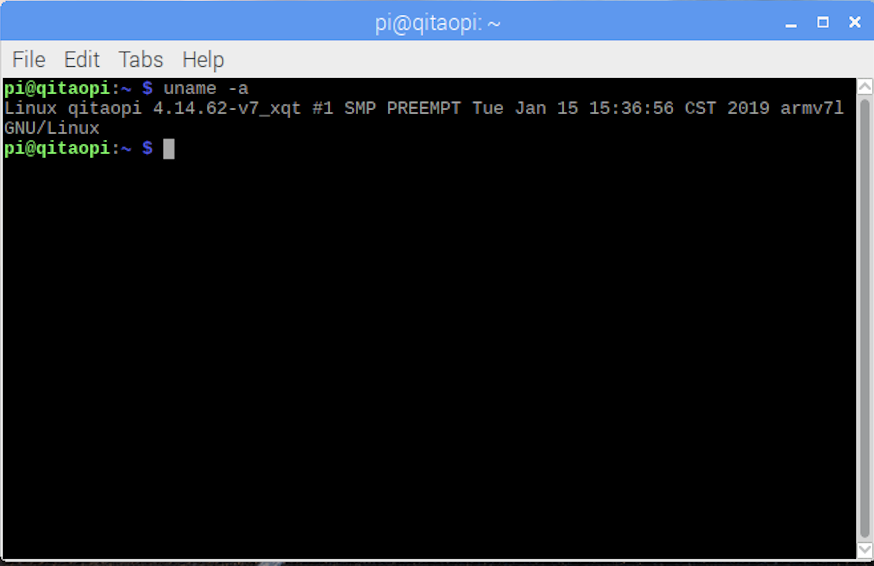 pi@qitaopi: ~
File Edit Tabs Help
pi@qitaopi:~ $ uname -a
Linux qitaopi 4.14.62-v7_xqt #1 SMP PREEMPT Tue Jan 15 15:36:56 CST 2019 armv7l
GNU/Linux
pi@qitaopi:~ $